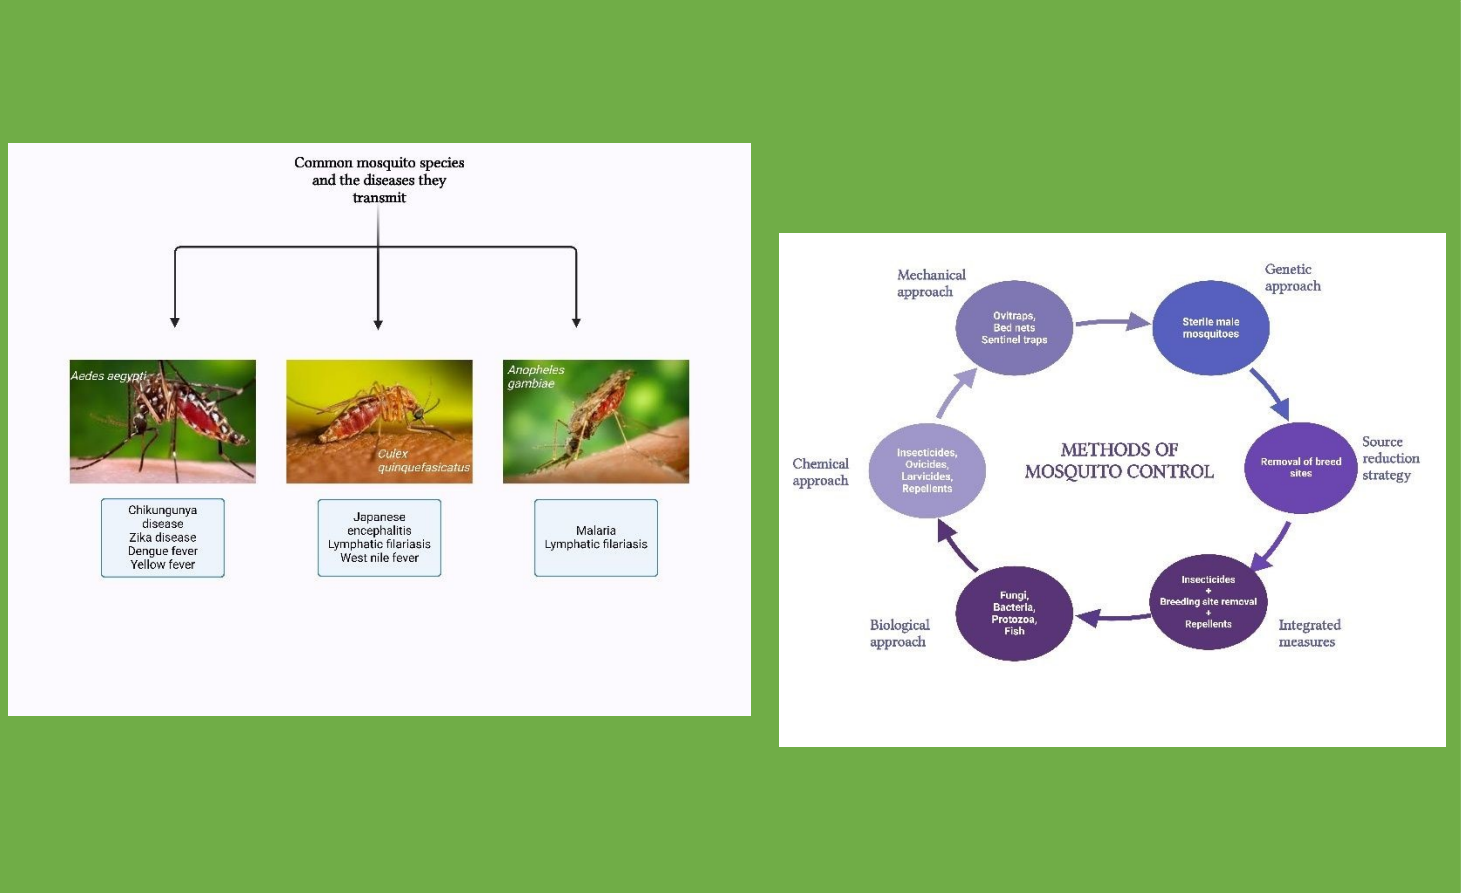 Common mosquito species
and the diseases they
transmit
Aedes aegypti
Culex
quinquefasicatus
Anopheles
gambiae
Chikungunya
disease
Zika disease
Dengue fever
Yellow fever
Japanese
encephalitis
Lymphatic filariasis
West nile fever
Malaria
Lymphatic filariasis
METHODS OF
MOSQUITO CONTROL
Mechanical
approach
Ovitraps,
Bed nets
Sentinel traps
Genetic
approach
Sterile male
mosquitoes
Source
reduction
strategy
Removal of breed
sites
Integrated
measures
Insecticides
+
Breeding site removal
+
Repellents
Biological
approach
Fungi,
Bacteria,
Protozoa,
Fish
Chemical
approach
Insecticides,
Ovicides,
Larvicides,
Repellents